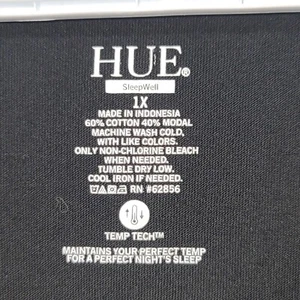 HUE®
SleepWell
1X
MADE IN INDONESIA
60% COTTON 40% MODAL
MACHINE WASH COLD,
WITH LIKE COLORS.
ONLY NON-CHLORINE BLEACH
WHEN NEEDED.
TUMBLE DRY LOW.
COOL IRON IF NEEDED.
RN #62856
TEMP TECH™
MAINTAINS YOUR PERFECT TEMP
FOR A PERFECT NIGHT'S SLEEP